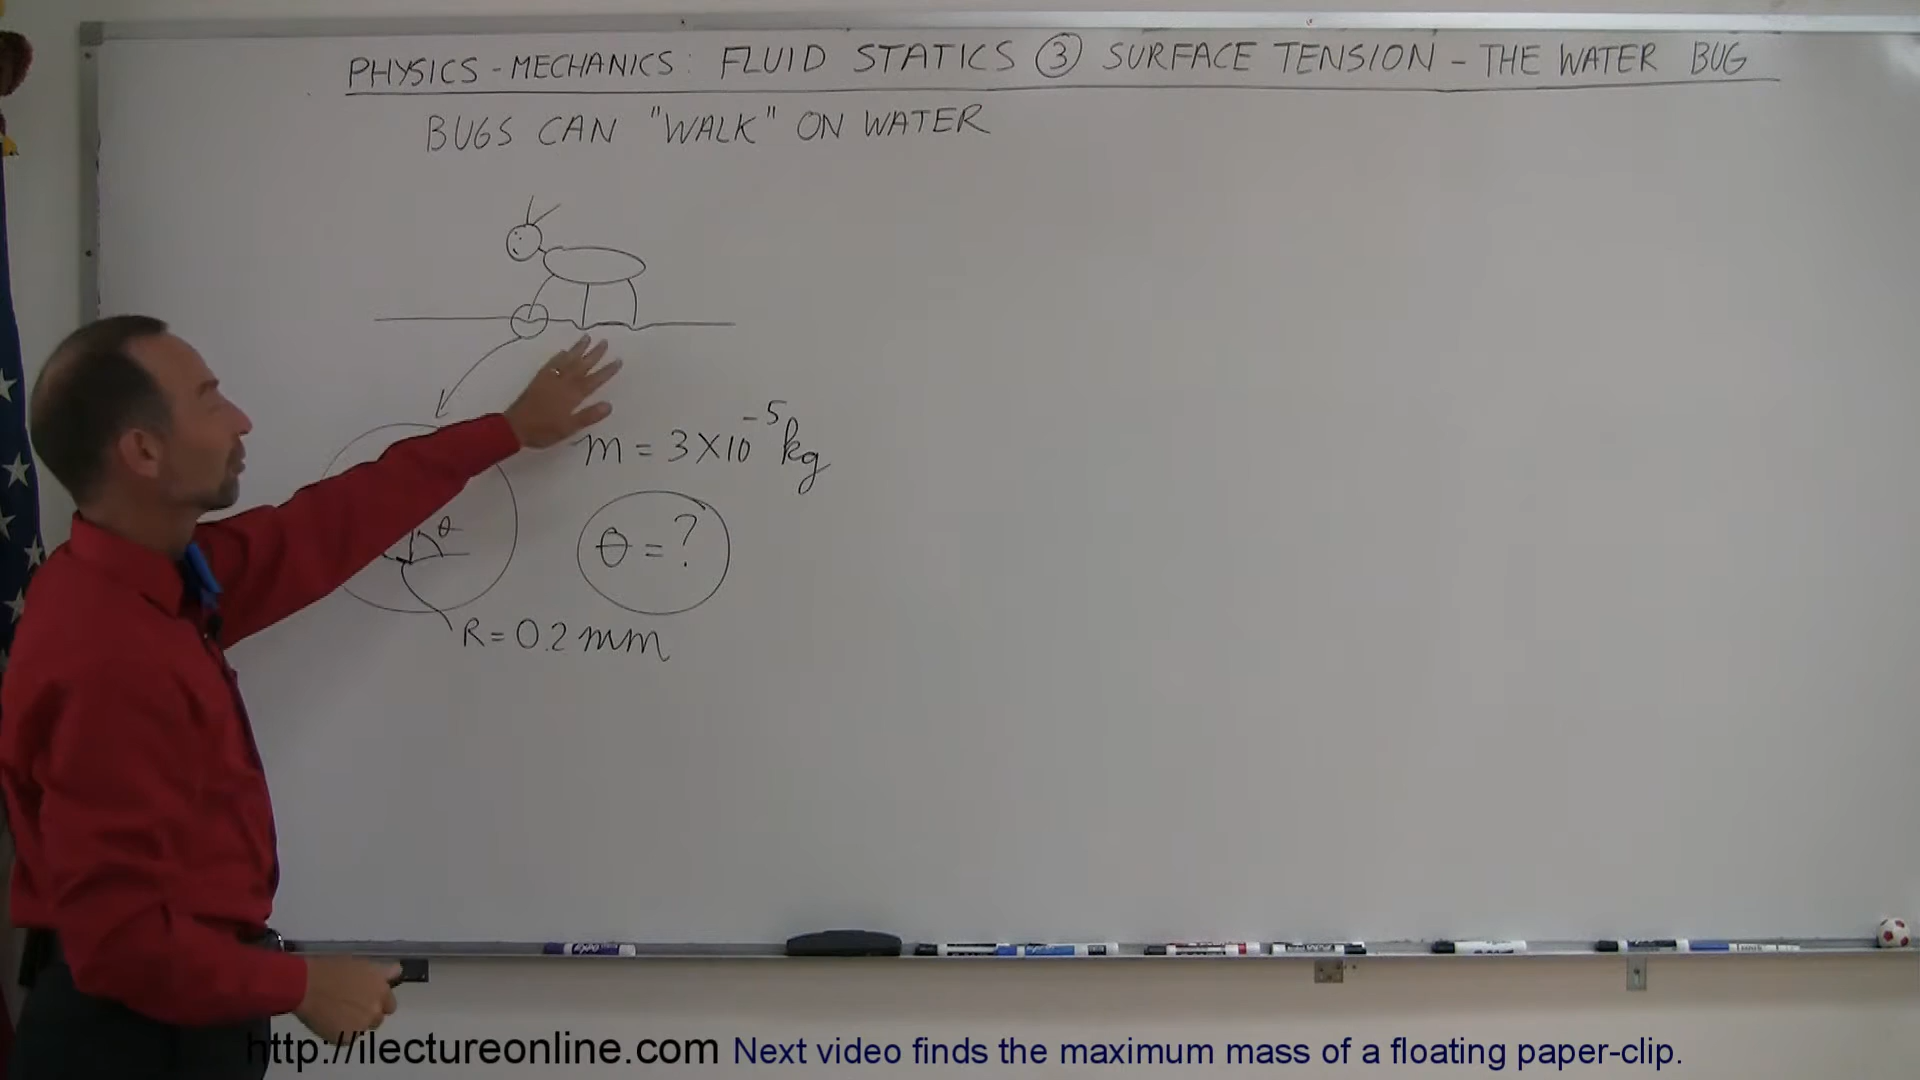 PHYSICS - MECHANICS: FLUID STATICS ③ SURFACE TENSION - THE WATER BUG
BUGS CAN "WALK" ON WATER
m = 3 X 10⁻⁵ kg
θ
θ = ?
R = 0.2 mm
http://ilectureonline.com Next video finds the maximum mass of a floating paper-clip.